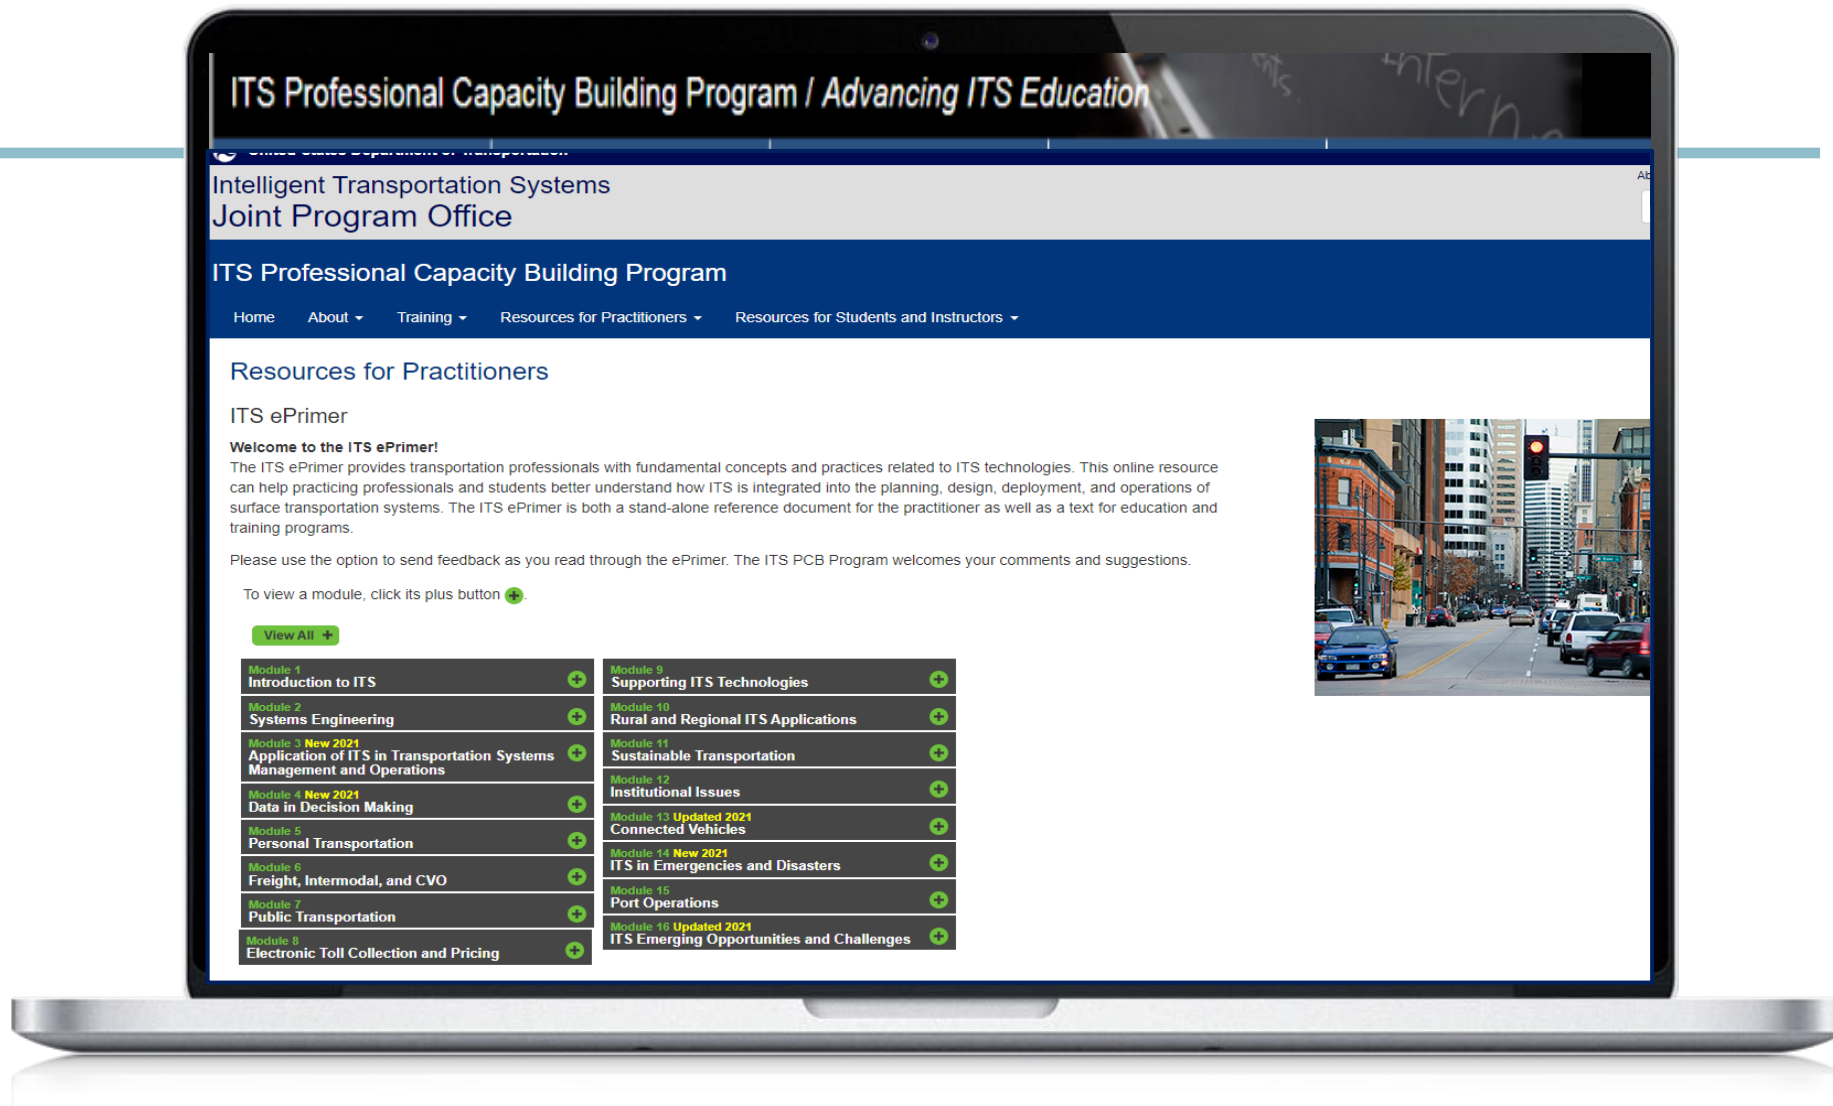 ITS Professional Capacity Building Program / Advancing ITS Education
United States Department of Transportation
Intelligent Transportation Systems
Joint Program Office
ITS Professional Capacity Building Program
Home About Training Resources for Practitioners Resources for Students and Instructors
Resources for Practitioners
ITS ePrimer
Welcome to the ITS ePrimer!
The ITS ePrimer provides transportation professionals with fundamental concepts and practices related to ITS technologies. This online resource
can help practicing professionals and students better understand how ITS is integrated into the planning, design, deployment, and operations of
surface transportation systems. The ITS ePrimer is both a stand-alone reference document for the practitioner as well as a text for education and
training programs.
Please use the option to send feedback as you read through the ePrimer. The ITS PCB Program welcomes your comments and suggestions.
To view a module, click its plus button .
View All +
Module 1
Introduction to ITS
Module 2
Systems Engineering
Module 3 New 2021
Application of ITS in Transportation Systems
Management and Operations
Module 4 New 2021
Data in Decision Making
Module 5
Personal Transportation
Module 6
Freight, Intermodal, and CVO
Module 7
Public Transportation
Module 8
Electronic Toll Collection and Pricing
Module 9
Supporting ITS Technologies
Module 10
Rural and Regional ITS Applications
Module 11
Sustainable Transportation
Module 12
Institutional Issues
Module 13 Updated 2021
Connected Vehicles
Module 14 New 2021
ITS in Emergencies and Disasters
Module 15
Port Operations
Module 16 Updated 2021
ITS Emerging Opportunities and Challenges